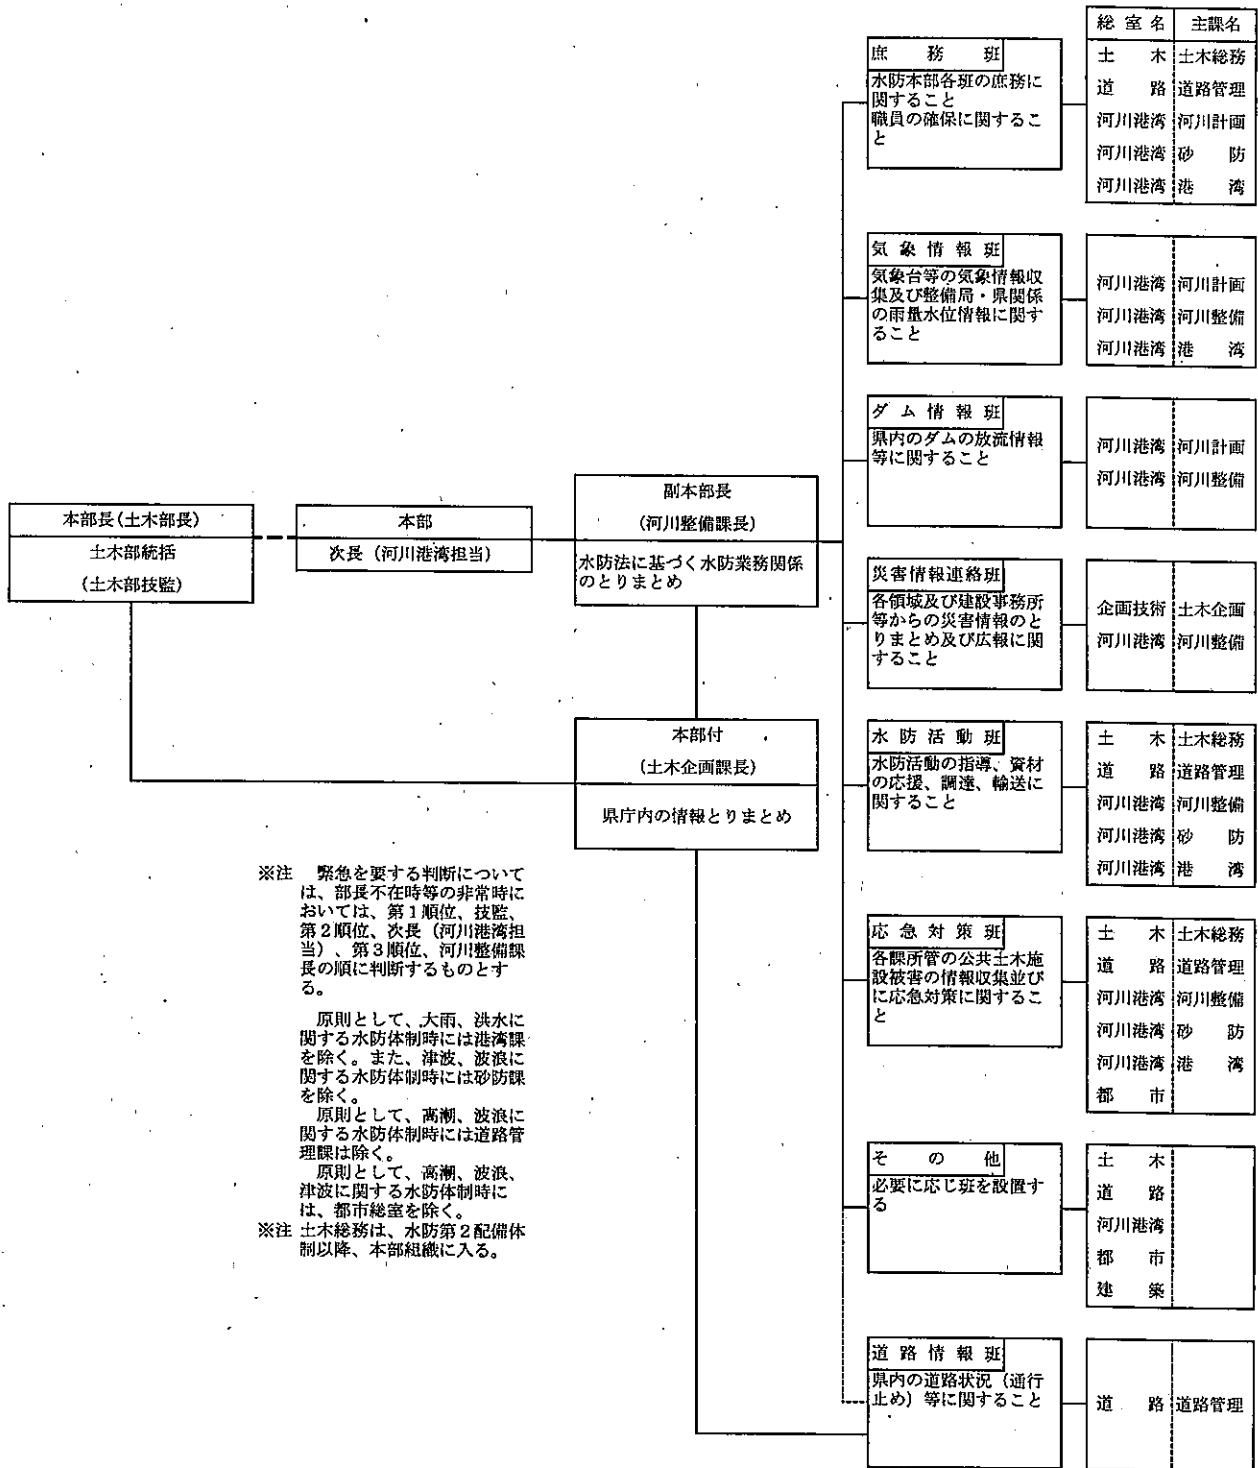 総室名 主課名
庶務班
水防本部各班の庶務に
関すること
職員の確保に関するこ
と
土木 土木総務
道路 道路管理
河川港湾 河川計画
河川港湾 砂防
河川港湾 港湾
気象情報班
気象台等の気象情報収
集及び整備局・県関係
の雨量水位情報に関す
ること
河川港湾 河川計画
河川港湾 河川整備
河川港湾 港湾
ダム情報班
県内のダムの放流情報
等に関すること
河川港湾 河川計画
河川港湾 河川整備
本部長(土木部長)
土木部統括
(土木部技監)
本部
次長(河川港湾担当)
副本部長
(河川整備課長)
水防法に基づく水防業務関係
のとりまとめ
災害情報連絡班
各領域及び建設事務所
等からの災害情報のと
りまとめ及び広報に関
すること
企画技術 土木企画
河川港湾 河川整備
本部付
(土木企画課長)
県庁内の情報とりまとめ
水防活動班
水防活動の指導、資材
の応援、調達、輸送に
関すること
土木 土木総務
道路 道路管理
河川港湾 河川整備
河川港湾 砂防
河川港湾 港湾
※注 緊急を要する判断について
は、部長不在時等の非常時に
おいては、第1順位、技監、
第2順位、次長(河川港湾担
当)、第3順位、河川整備課
長の順に判断するものとす
る。
原則として、大雨、洪水に
関する水防体制時には港湾課
を除く。また、津波、波浪に
関する水防体制時には砂防課
を除く。
原則として、高潮、波浪に
関する水防体制時には道路管
理課は除く。
原則として、高潮、波浪、
津波に関する水防体制時に
は、都市総室を除く。
※注 土木総務は、水防第2配備体
制以降、本部組織に入る。
応急対策班
各課所管の公共土木施
設被害の情報収集並び
に応急対策に関するこ
と
土木 土木総務
道路 道路管理
河川港湾 河川整備
河川港湾 砂防
河川港湾 港湾
都市
その他
必要に応じ班を設置す
る
土木
道路
河川港湾
都市
建築
道路情報班
県内の道路状況(通行
止め)等に関すること
道路 道路管理